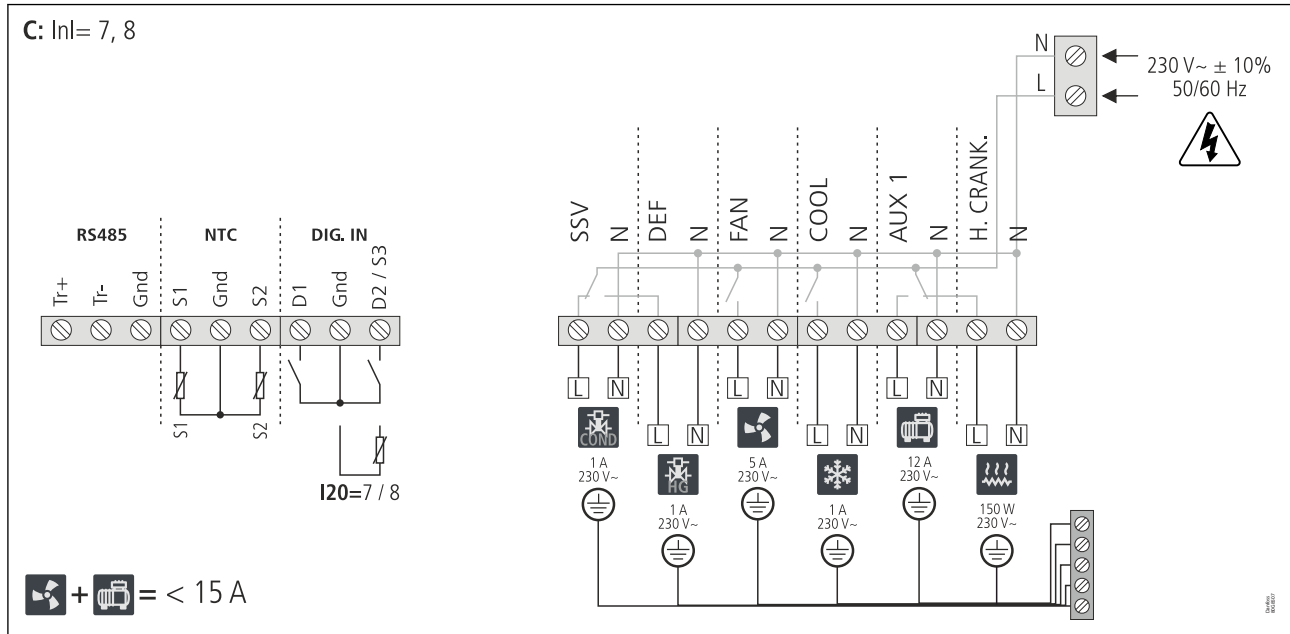 C: InI= 7, 8
N
L
230 V~ ± 10%
50/60 Hz
RS485
NTC
DIG. IN
Tr+
Tr-
Gnd
S1
Gnd
S2
D1
Gnd
D2 / S3
S1
S2
I20=7 / 8
SSV
N
DEF
N
FAN
N
COOL
N
AUX 1
N
H. CRANK.
N
L N
L N
L N
L N
L N
L N
COND
1 A
230 V~
HG
1 A
230 V~
5 A
230 V~
1 A
230 V~
12 A
230 V~
150 W
230 V~
+ = < 15 A
Danfoss